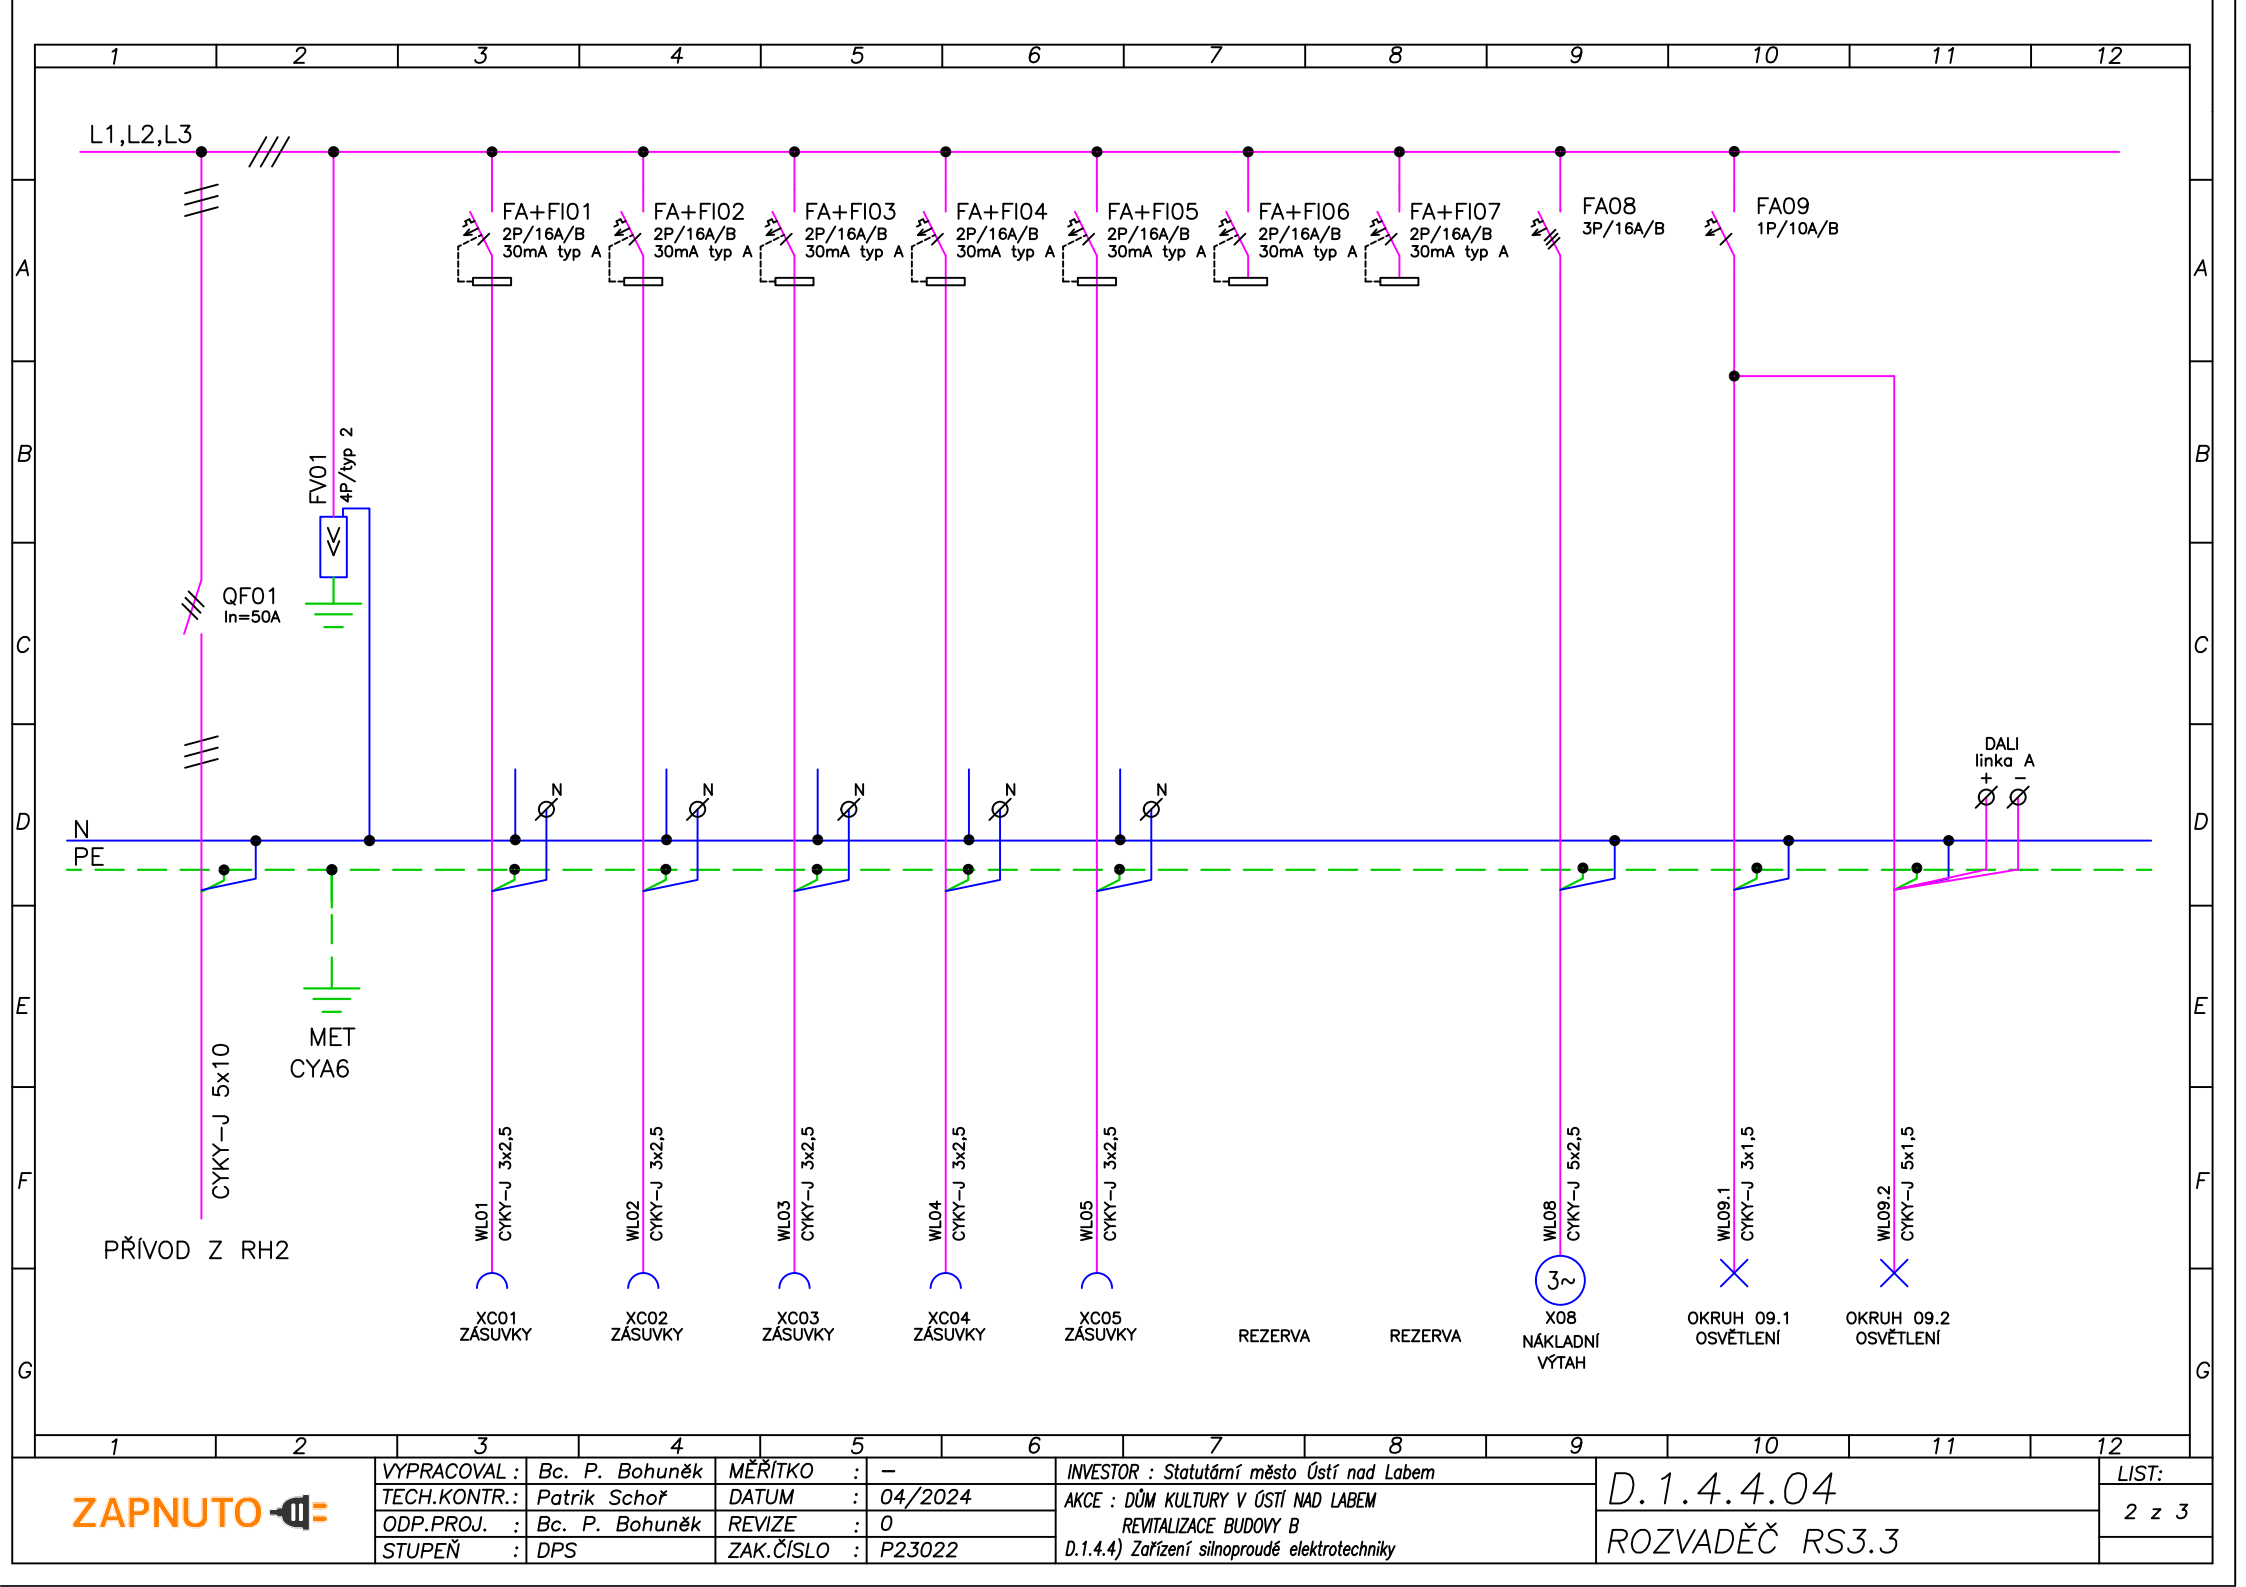 1 2 3 4 5 6 7 8 9 10 11 12
L1,L2,L3
FA+FI01
2P/16A/B
30mA typ A
FA+FI02
2P/16A/B
30mA typ A
FA+FI03
2P/16A/B
30mA typ A
FA+FI04
2P/16A/B
30mA typ A
FA+FI05
2P/16A/B
30mA typ A
FA+FI06
2P/16A/B
30mA typ A
FA+FI07
2P/16A/B
30mA typ A
FA08
3P/16A/B
FA09
1P/10A/B
A A
B B
FV01
4P/typ 2
QF01
In=50A
C C
DALI
linka A
+ −
N N N N N
D D
N
PE
E E
MET
CYA6
CYKY-J 5x10
PŘÍVOD Z RH2
F F
WL01
CYKY-J 3x2,5
WL02
CYKY-J 3x2,5
WL03
CYKY-J 3x2,5
WL04
CYKY-J 3x2,5
WL05
CYKY-J 3x2,5
WL08
CYKY-J 5x2,5
WL09.1
CYKY-J 3x1,5
WL09.2
CYKY-J 5x1,5
3~
XC01
ZÁSUVKY
XC02
ZÁSUVKY
XC03
ZÁSUVKY
XC04
ZÁSUVKY
XC05
ZÁSUVKY
REZERVA
REZERVA
X08
NÁKLADNÍ
VÝTAH
OKRUH 09.1
OSVĚTLENÍ
OKRUH 09.2
OSVĚTLENÍ
G G
1 2 3 4 5 6 7 8 9 10 11 12
ZAPNUTO
VYPRACOVAL : Bc. P. Bohuněk
TECH.KONTR.: Patrik Schoř
ODP.PROJ. : Bc. P. Bohuněk
STUPEŇ : DPS
MĚŘÍTKO : −
DATUM : 04/2024
REVIZE : 0
ZAK.ČÍSLO : P23022
INVESTOR : Statutární město Ústí nad Labem
AKCE : DŮM KULTURY V ÚSTÍ NAD LABEM
REVITALIZACE BUDOVY B
D.1.4.4) Zařízení silnoproudé elektrotechniky
D.1.4.4.04
ROZVADĚČ RS3.3
LIST:
2 z 3